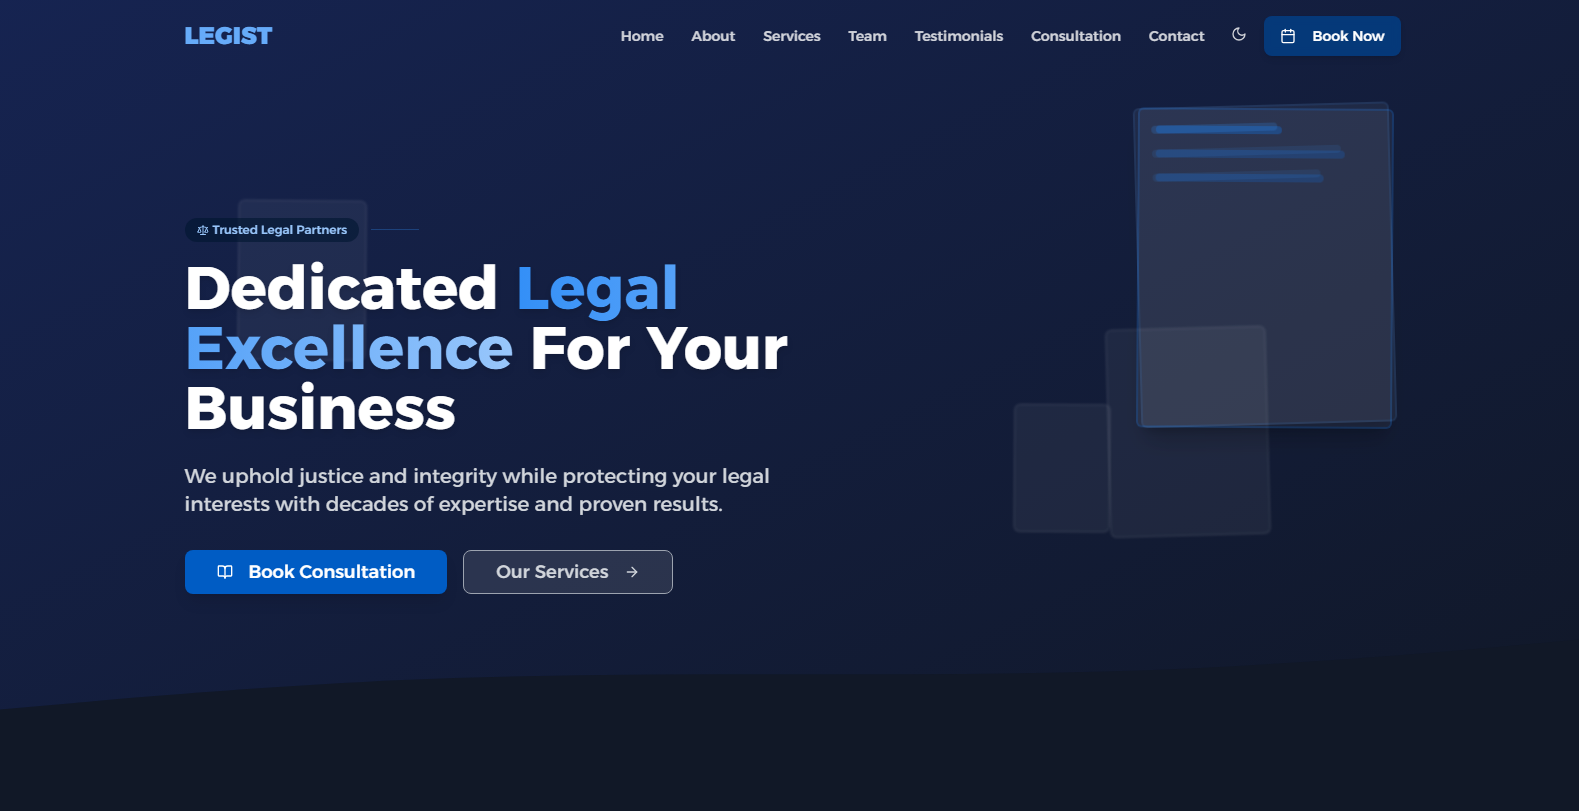 LEGIST
Home About Services Team Testimonials Consultation Contact Book Now
Trusted Legal Partners
Dedicated Legal
Excellence For Your
Business
We uphold justice and integrity while protecting your legal
interests with decades of expertise and proven results.
Book Consultation Our Services